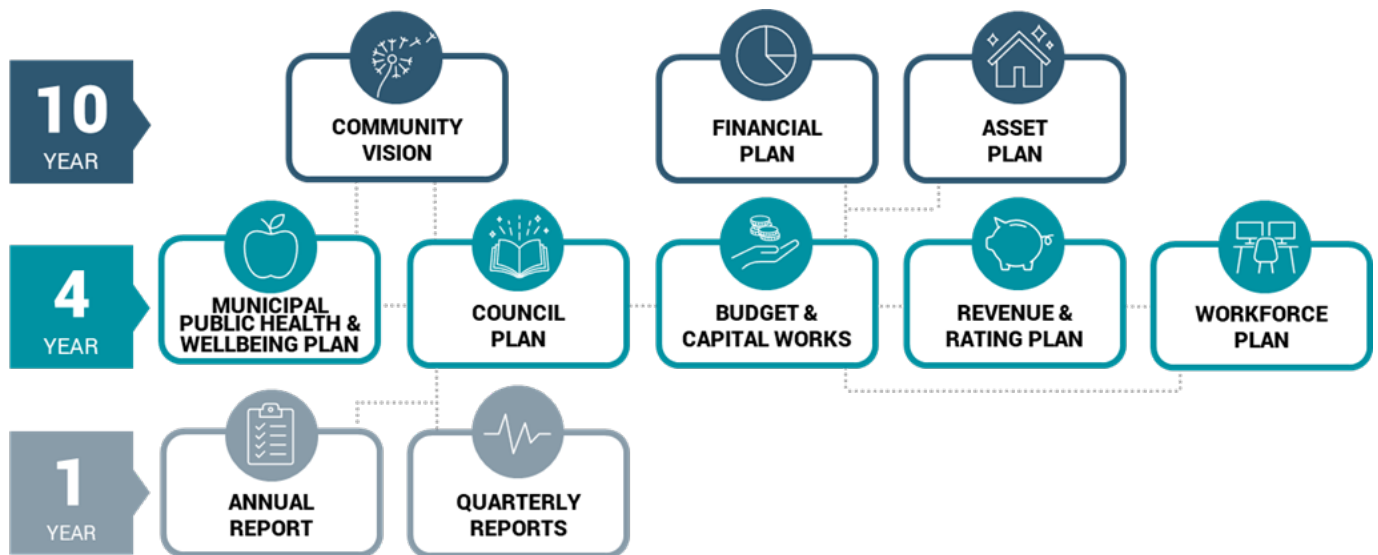 10
YEAR
COMMUNITY
VISION
FINANCIAL
PLAN
ASSET
PLAN
4
YEAR
MUNICIPAL
PUBLIC HEALTH &
WELLBEING PLAN
COUNCIL
PLAN
BUDGET &
CAPITAL WORKS
REVENUE &
RATING PLAN
WORKFORCE
PLAN
1
YEAR
ANNUAL
REPORT
QUARTERLY
REPORTS